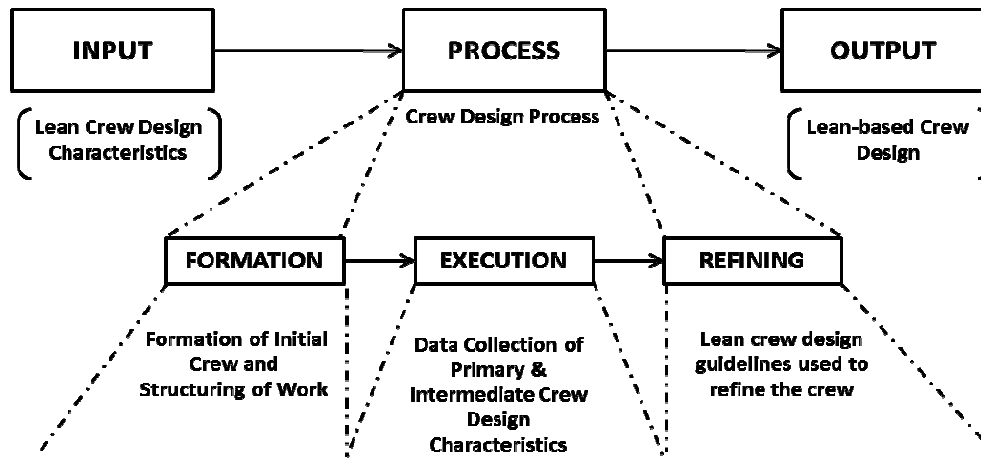 INPUT
PROCESS
OUTPUT
Lean Crew Design
Characteristics
Crew Design Process
Lean-based Crew
Design
FORMATION
EXECUTION
REFINING
Formation of Initial
Crew and
Structuring of Work
Data Collection of
Primary &
Intermediate Crew
Design
Characteristics
Lean crew design
guidelines used to
refine the crew